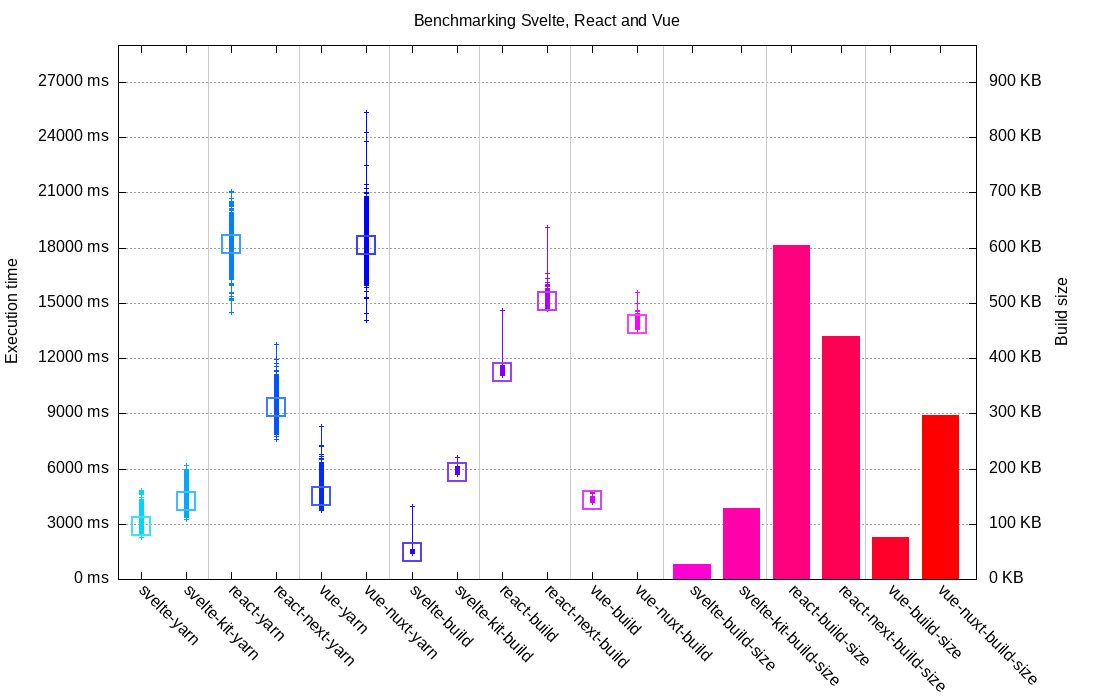 Benchmarking Svelte, React and Vue
27000 ms
24000 ms
21000 ms
18000 ms
15000 ms
12000 ms
9000 ms
6000 ms
3000 ms
0 ms
Execution time
900 KB
800 KB
700 KB
600 KB
500 KB
400 KB
300 KB
200 KB
100 KB
0 KB
Build size
svelte-yarn
svelte-kit-yarn
react-yarn
react-next-yarn
vue-yarn
vue-nuxt-yarn
svelte-build
svelte-kit-build
react-build
react-next-build
vue-build
vue-nuxt-build
svelte-build-size
svelte-kit-build-size
react-build-size
react-next-build-size
vue-build-size
vue-nuxt-build-size